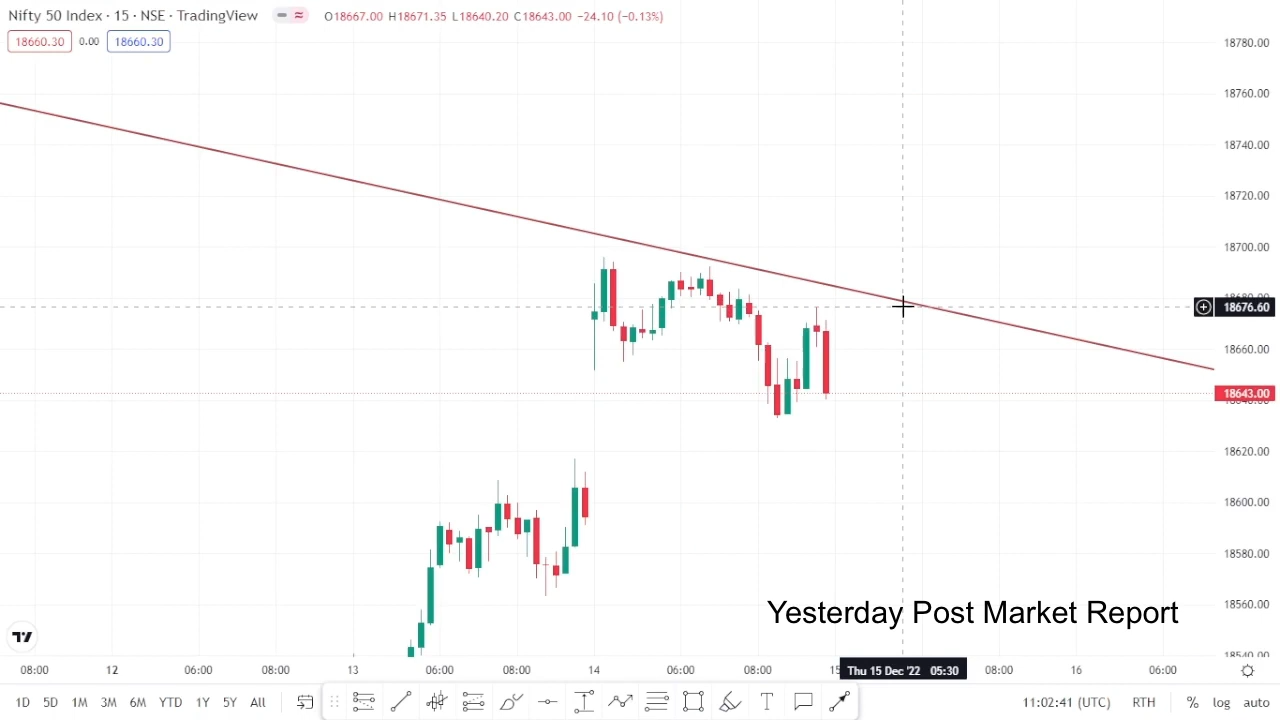 Nifty 50 Index · 15 · NSE · TradingView O18667.00 H18671.35 L18640.20 C18643.00 −24.10 (−0.13%)
18660.30 0.00 18660.30
18780.00
18760.00
18740.00
18720.00
18700.00
18676.60
18660.00
18643.00
18620.00
18600.00
18580.00
18560.00
Yesterday Post Market Report
18540.00
08:00 12 06:00 08:00 13 06:00 08:00 14 06:00 08:00 15 Thu 15 Dec '22 05:30 08:00 16 06:00
1D 5D 1M 3M 6M YTD 1Y 5Y All 11:02:41 (UTC) RTH % log auto